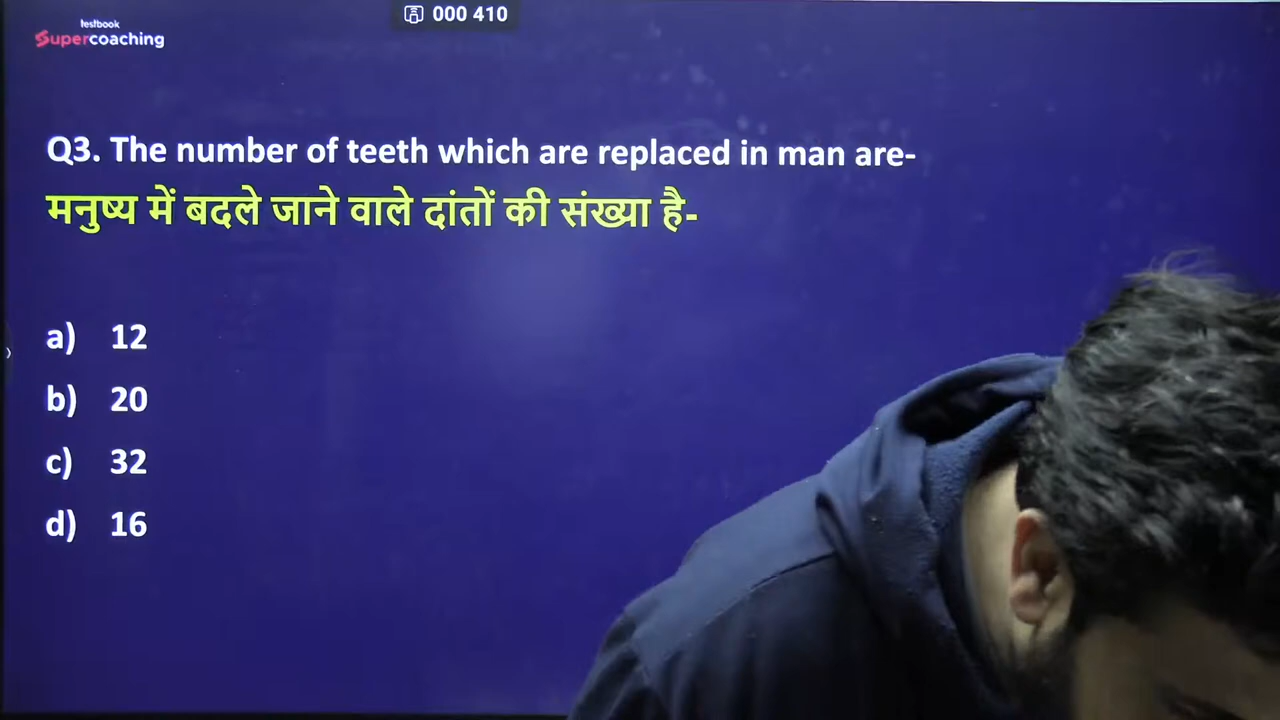 testbook
Supercoaching
000 410
Q3. The number of teeth which are replaced in man are-
मनुष्य में बदले जाने वाले दांतों की संख्या है-
a) 12
b) 20
c) 32
d) 16